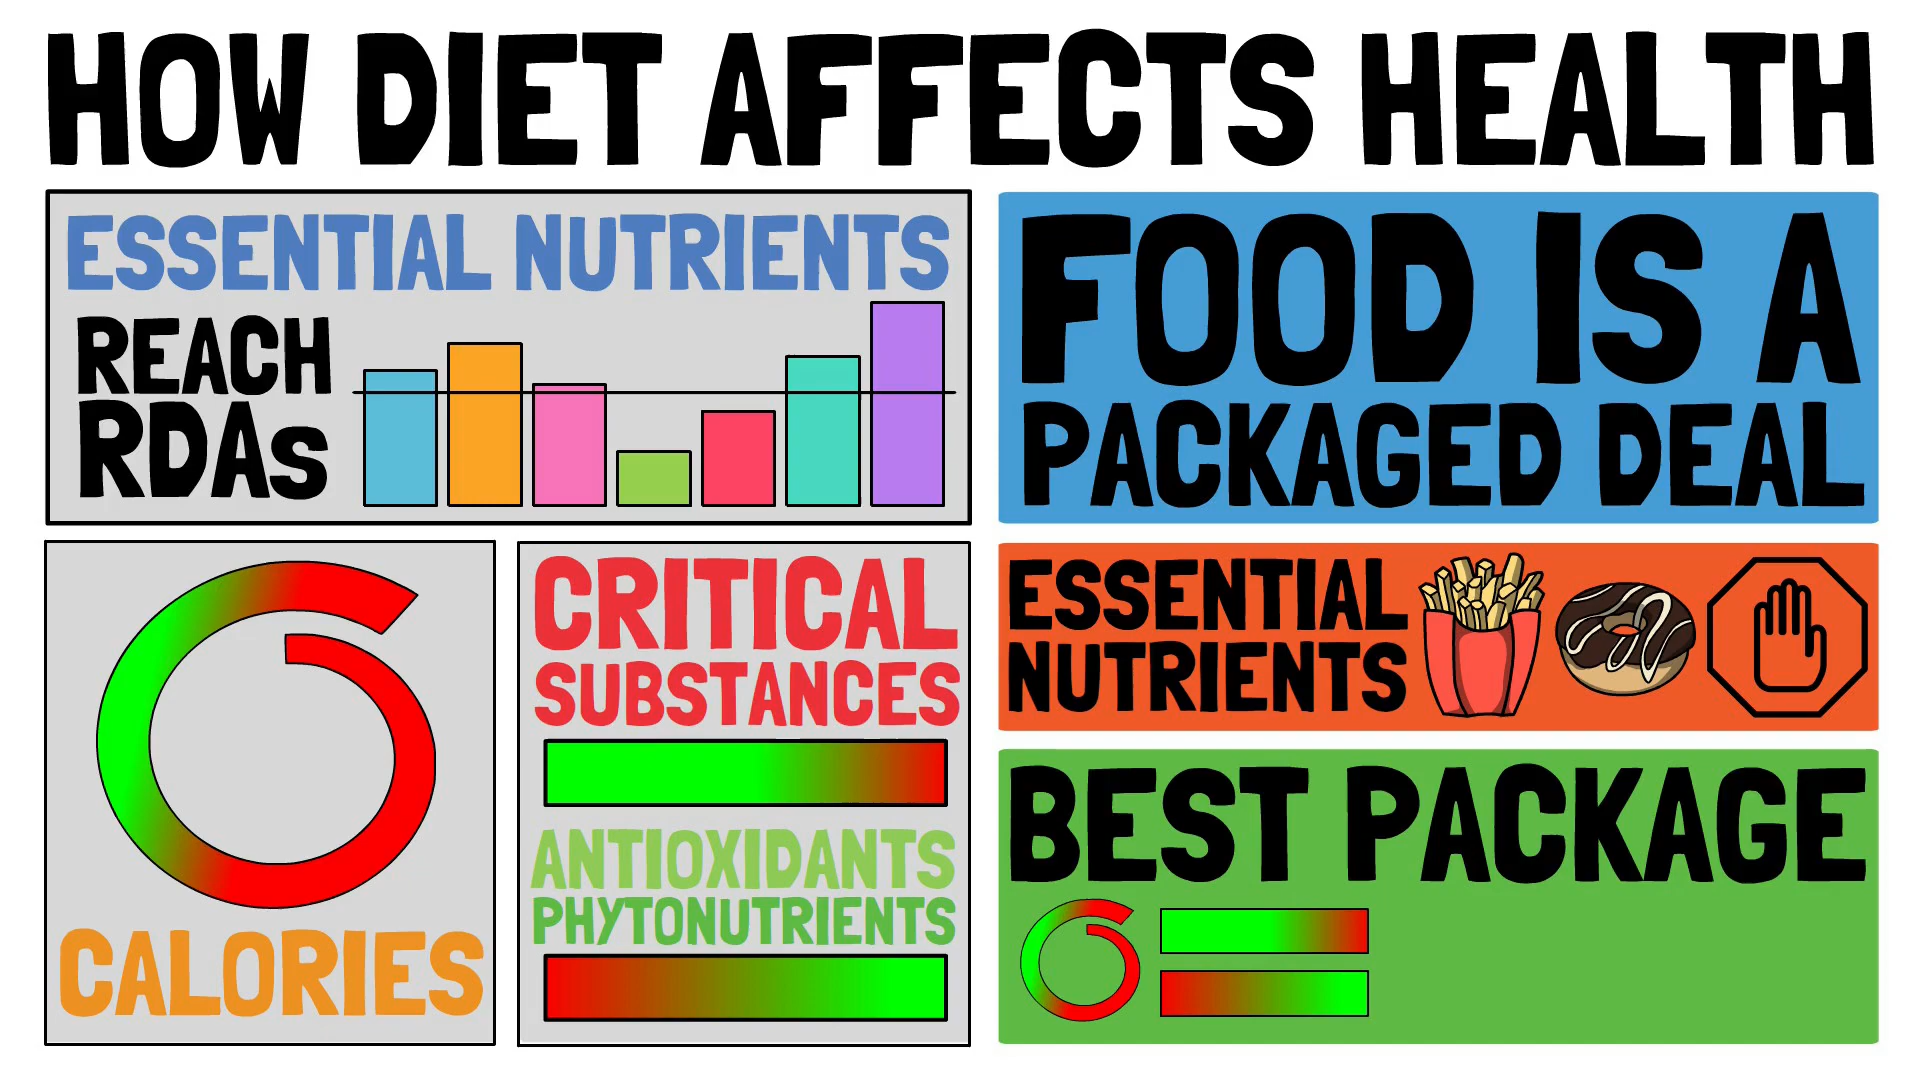 HOW DIET AFFECTS HEALTH
ESSENTIAL NUTRIENTS
REACH
RDAs
CALORIES
CRITICAL
SUBSTANCES
ANTIOXIDANTS
PHYTONUTRIENTS
FOOD IS A
PACKAGED DEAL
ESSENTIAL
NUTRIENTS
BEST PACKAGE